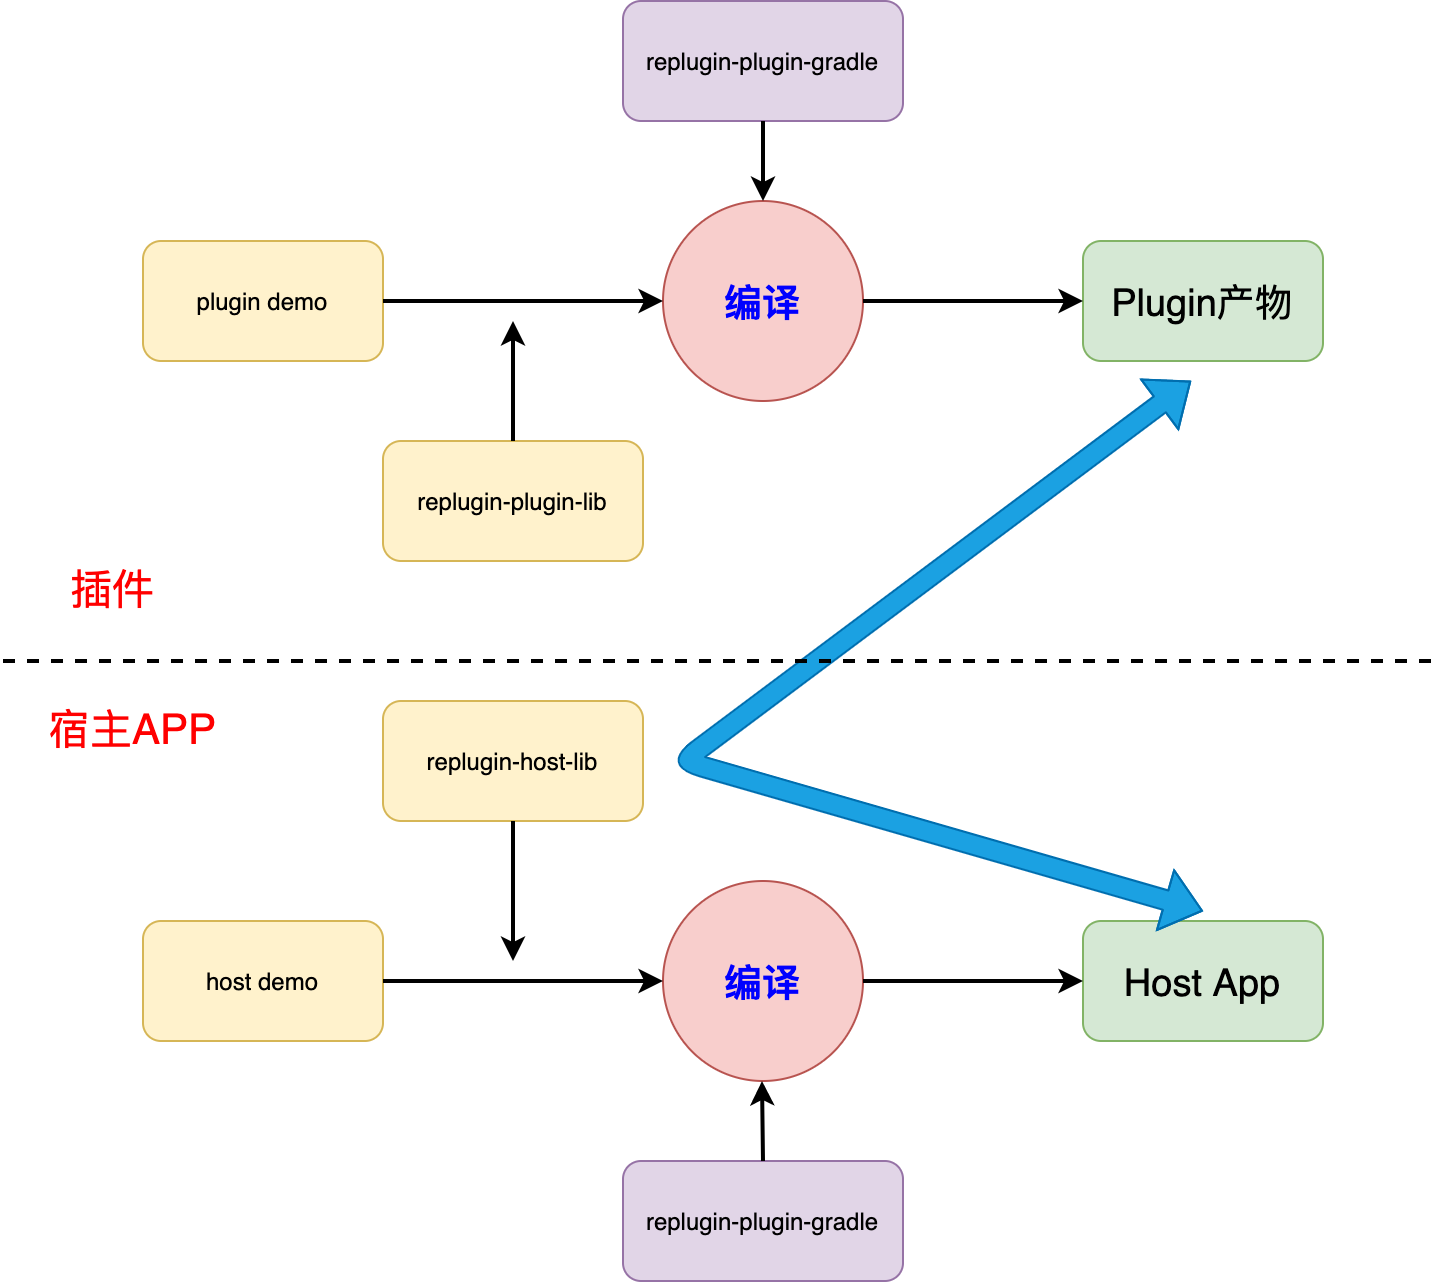 replugin-plugin-gradle
plugin demo
编译
Plugin产物
replugin-plugin-lib
插件
宿主APP
replugin-host-lib
host demo
编译
Host App
replugin-plugin-gradle